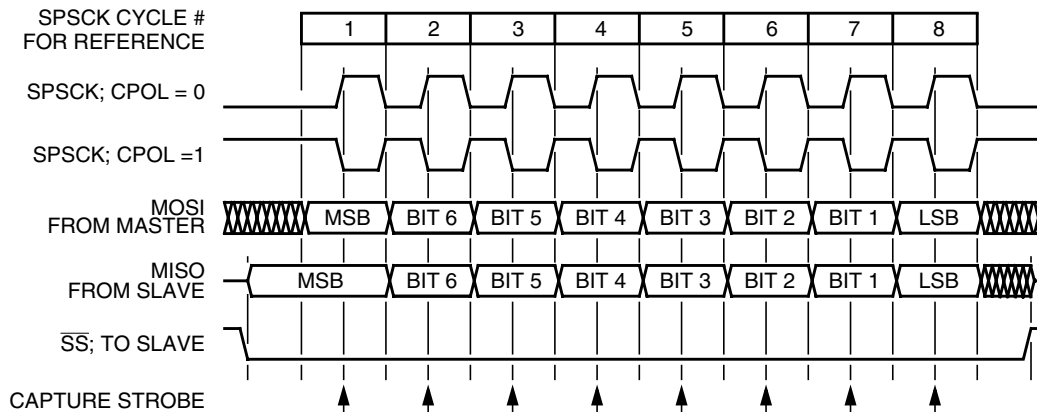 SPSCK CYCLE #
FOR REFERENCE
1 2 3 4 5 6 7 8
SPSCK; CPOL = 0
SPSCK; CPOL =1
MOSI
FROM MASTER
MSB BIT 6 BIT 5 BIT 4 BIT 3 BIT 2 BIT 1 LSB
MISO
FROM SLAVE
MSB BIT 6 BIT 5 BIT 4 BIT 3 BIT 2 BIT 1 LSB
S̅S̅; TO SLAVE
CAPTURE STROBE